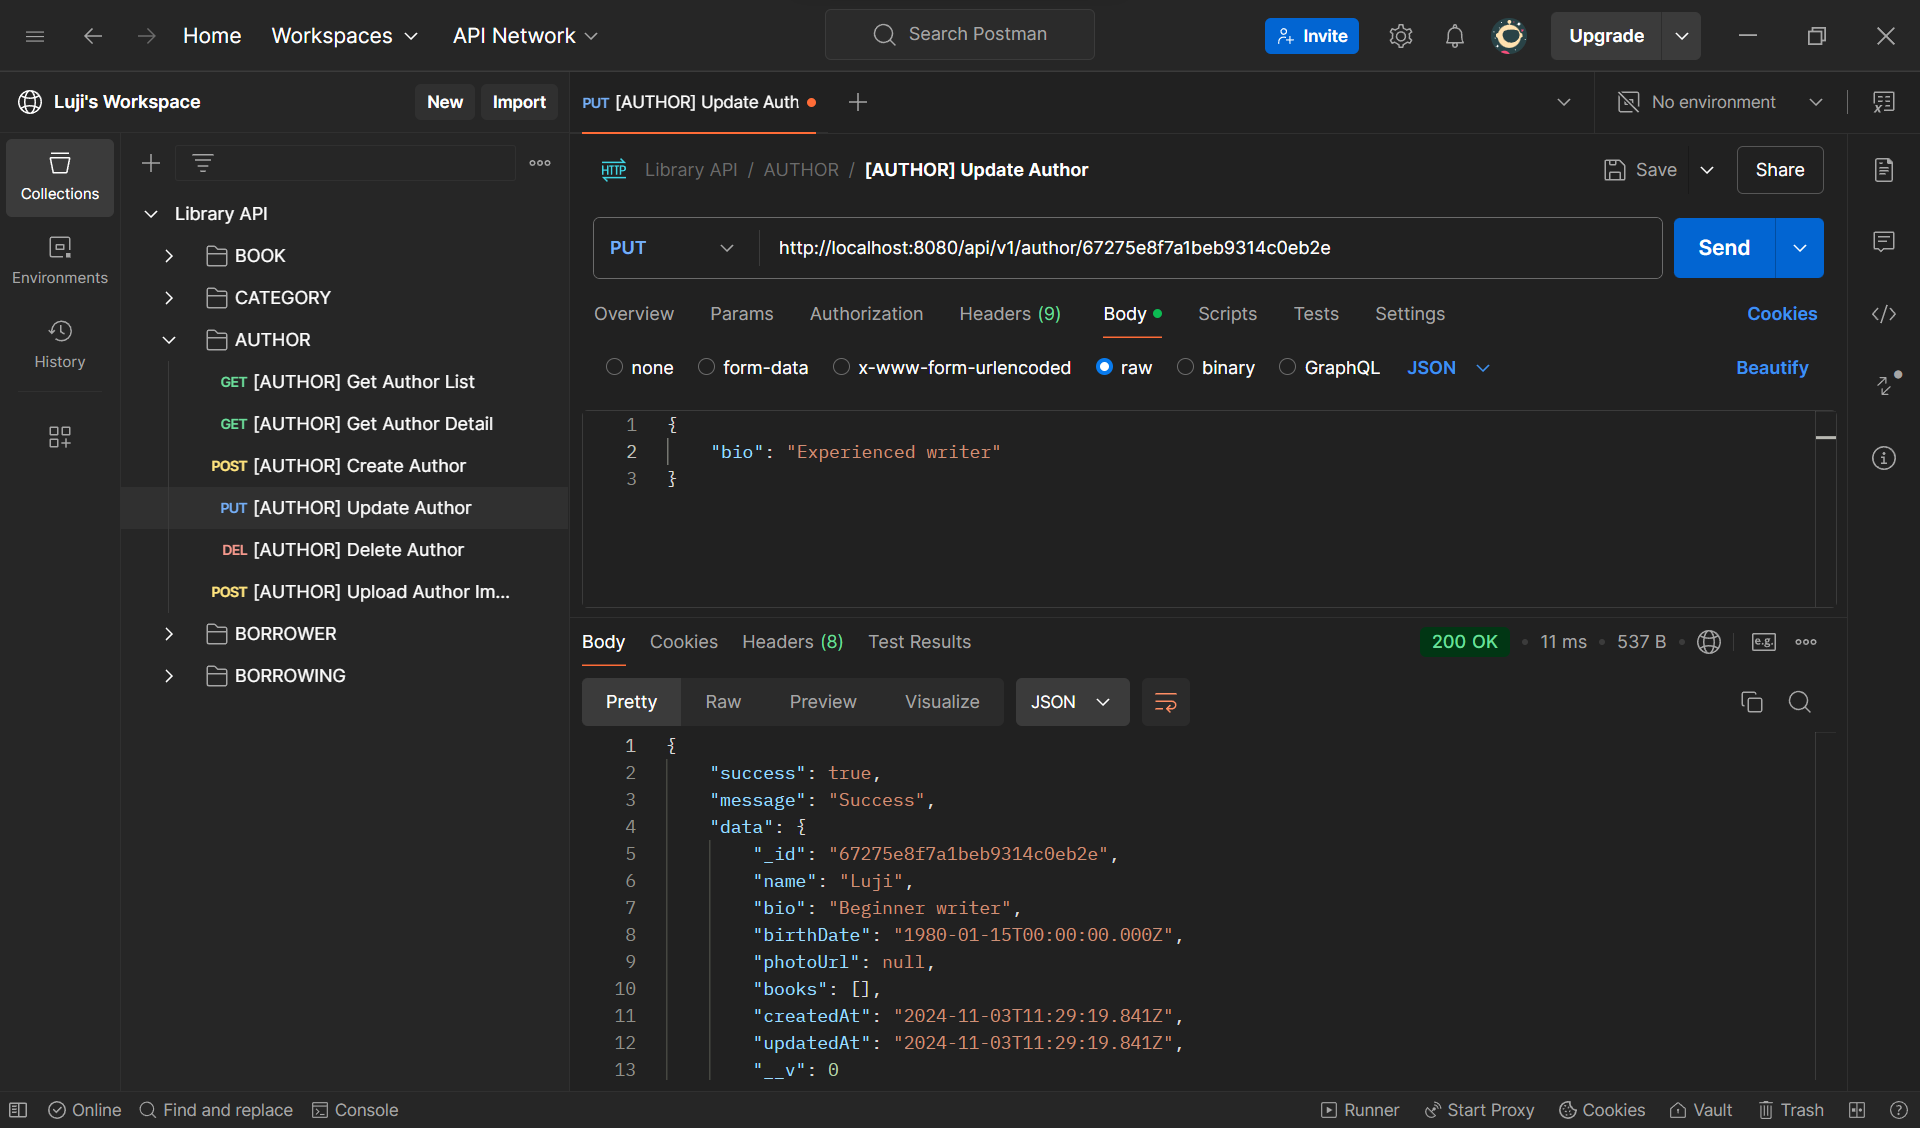 Home Workspaces API Network Search Postman Invite Upgrade
Luji's Workspace New Import
PUT [AUTHOR] Update Auth No environment
Collections
Environments
History
Library API
BOOK
CATEGORY
AUTHOR
GET [AUTHOR] Get Author List
GET [AUTHOR] Get Author Detail
POST [AUTHOR] Create Author
PUT [AUTHOR] Update Author
DEL [AUTHOR] Delete Author
POST [AUTHOR] Upload Author Im...
BORROWER
BORROWING
HTTP Library API / AUTHOR / [AUTHOR] Update Author Save Share
PUT http://localhost:8080/api/v1/author/67275e8f7a1beb9314c0eb2e Send
Overview Params Authorization Headers (9) Body Scripts Tests Settings Cookies
none form-data x-www-form-urlencoded raw binary GraphQL JSON Beautify
1 {
2 "bio": "Experienced writer"
3 }
Body Cookies Headers (8) Test Results 200 OK 11 ms 537 B e.g.
Pretty Raw Preview Visualize JSON
1 {
2 "success": true,
3 "message": "Success",
4 "data": {
5 "_id": "67275e8f7a1beb9314c0eb2e",
6 "name": "Luji",
7 "bio": "Beginner writer",
8 "birthDate": "1980-01-15T00:00:00.000Z",
9 "photoUrl": null,
10 "books": [],
11 "createdAt": "2024-11-03T11:29:19.841Z",
12 "updatedAt": "2024-11-03T11:29:19.841Z",
13 "__v": 0
Online Find and replace Console Runner Start Proxy Cookies Vault Trash